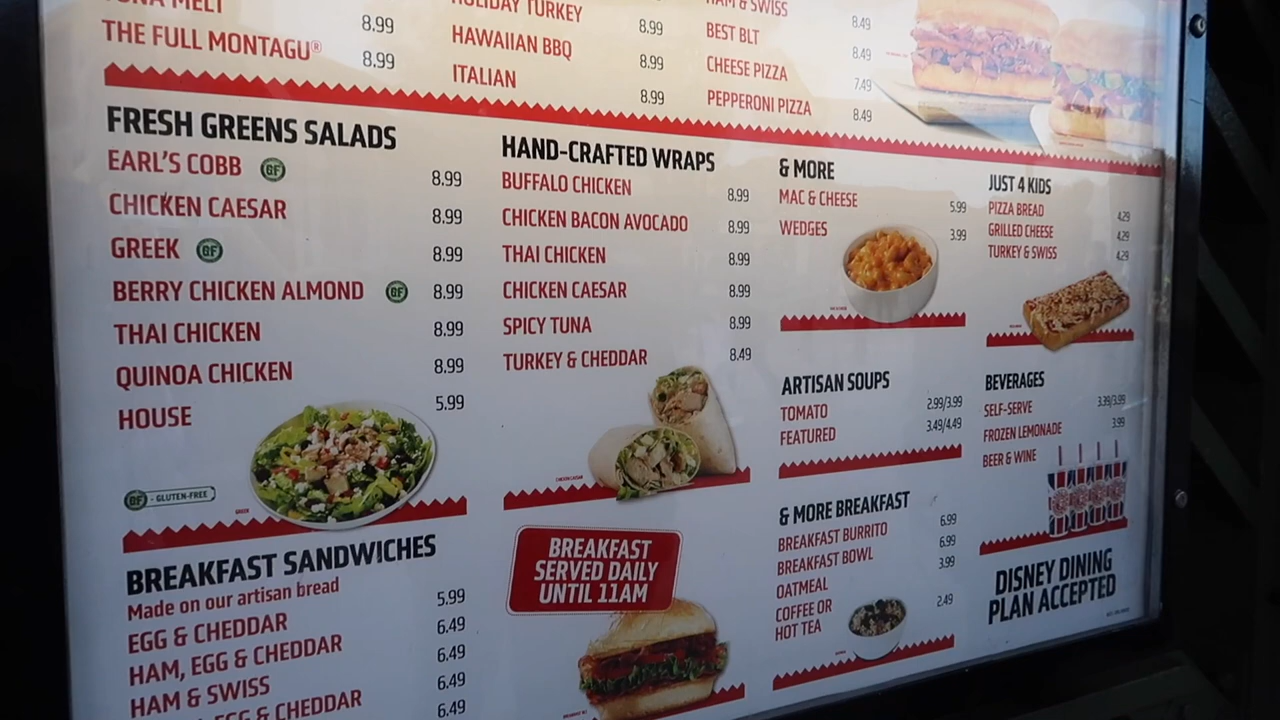 TUNA MELT 8.99
THE FULL MONTAGU® 8.99
HOLIDAY TURKEY 8.99
HAWAIIAN BBQ 8.99
ITALIAN 8.99
HAM & SWISS 8.49
BEST BLT 8.49
CHEESE PIZZA 7.49
PEPPERONI PIZZA 8.49
FRESH GREENS SALADS
EARL'S COBB GF 8.99
CHICKEN CAESAR 8.99
GREEK GF 8.99
BERRY CHICKEN ALMOND GF 8.99
THAI CHICKEN 8.99
QUINOA CHICKEN 8.99
HOUSE 5.99
GF - GLUTEN-FREE
GREEK
BREAKFAST SANDWICHES
Made on our artisan bread
EGG & CHEDDAR 5.99
HAM, EGG & CHEDDAR 6.49
HAM & SWISS 6.49
EGG & CHEDDAR 6.49
6.49
HAND-CRAFTED WRAPS
BUFFALO CHICKEN 8.99
CHICKEN BACON AVOCADO 8.99
THAI CHICKEN 8.99
CHICKEN CAESAR 8.99
SPICY TUNA 8.99
TURKEY & CHEDDAR 8.49
CHICKEN CAESAR
BREAKFAST
SERVED DAILY
UNTIL 11AM
& MORE
MAC & CHEESE 5.99
WEDGES 3.99
ARTISAN SOUPS
TOMATO 2.99/3.99
FEATURED 3.49/4.49
& MORE BREAKFAST
BREAKFAST BURRITO 6.99
BREAKFAST BOWL 6.99
OATMEAL 3.99
COFFEE OR
HOT TEA 2.49
JUST 4 KIDS
PIZZA BREAD 4.29
GRILLED CHEESE 4.29
TURKEY & SWISS 4.29
BEVERAGES
SELF-SERVE 3.39/3.99
FROZEN LEMONADE 3.99
BEER & WINE
DISNEY DINING
PLAN ACCEPTED